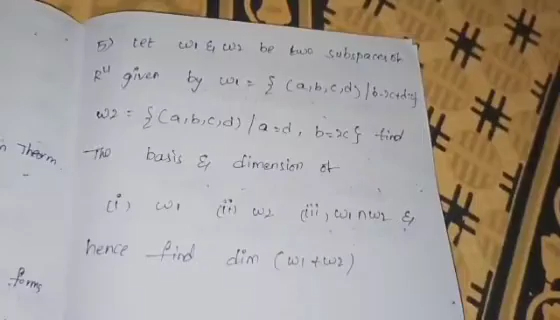 5) Let w1 & w2 be two subspaces of
R4 given by w1 = { (a,b,c,d) / b-2c+d=0}
w2 = {(a,b,c,d) / a=d, b=2c} find
n Theorm The basis & dimension of
(i) w1 (ii) w2 (iii) w1∩w2 &
hence find dim (w1+w2)
forms